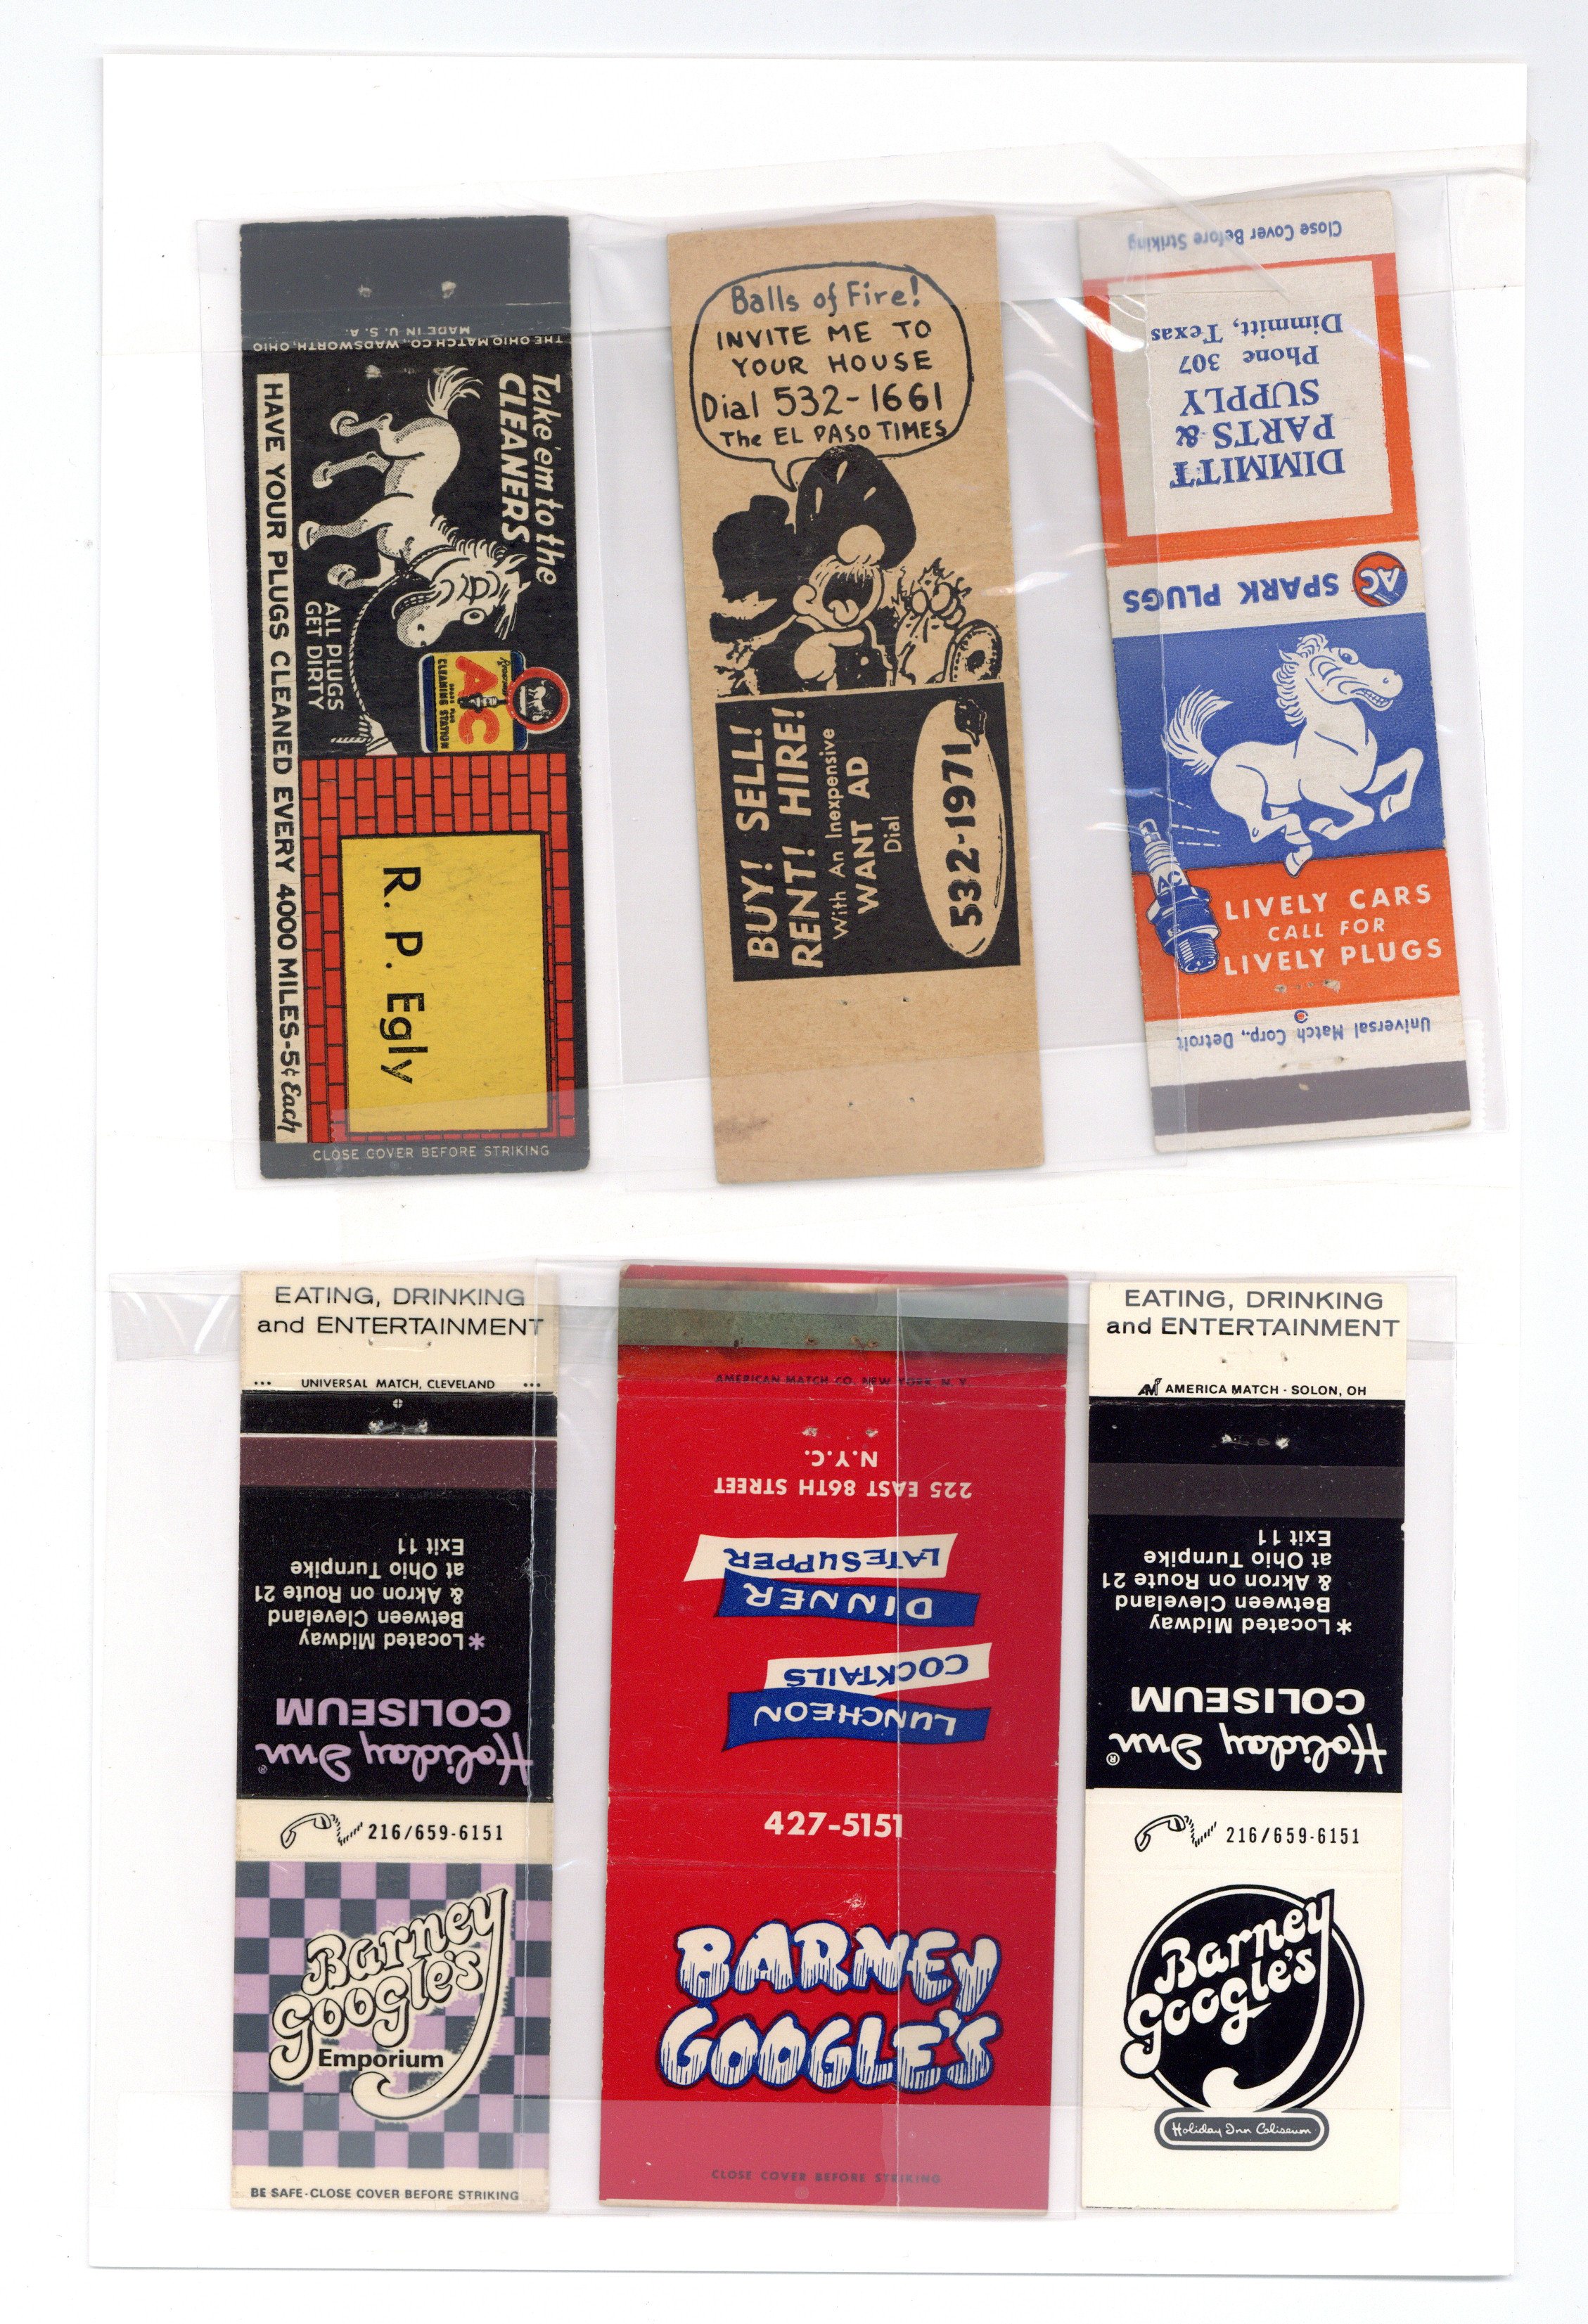 MADE IN U. S. A.
THE OHIO MATCH CO., WADSWORTH, OHIO
Take 'em to the
CLEANERS
ALL PLUGS
GET DIRTY
AC
SPARK PLUG
CLEANING STATION
HAVE YOUR PLUGS CLEANED EVERY 4000 MILES-5¢ Each
R. P. Egly
CLOSE COVER BEFORE STRIKING
Balls of Fire!
INVITE ME TO
YOUR HOUSE
Dial 532-1661
The EL PASO TIMES
BUY! SELL!
RENT! HIRE!
With An Inexpensive
WANT AD
Dial
532-1971
Close Cover Before Striking
DIMMITT
PARTS &
SUPPLY
Phone 307
Dimmitt, Texas
AC SPARK PLUGS
AC
LIVELY CARS
CALL FOR
LIVELY PLUGS
Universal Match Corp., Detroit
EATING, DRINKING
and ENTERTAINMENT
••• UNIVERSAL MATCH, CLEVELAND •••
Holiday Inn®
COLISEUM
*Located Midway
Between Cleveland
& Akron on Route 21
at Ohio Turnpike
Exit 11
216/659-6151
Barney
Google's
Emporium
BE SAFE-CLOSE COVER BEFORE STRIKING
AMERICAN MATCH CO. NEW YORK, N. Y.
LUNCHEON
COCKTAILS
DINNER
LATE SUPPER
225 EAST 86TH STREET
N.Y.C.
427-5151
BARNEY
GOOGLE'S
CLOSE COVER BEFORE STRIKING
EATING, DRINKING
and ENTERTAINMENT
AM AMERICA MATCH - SOLON, OH
Holiday Inn®
COLISEUM
*Located Midway
Between Cleveland
& Akron on Route 21
at Ohio Turnpike
Exit 11
216/659-6151
Barney
Google's
Holiday Inn Coliseum